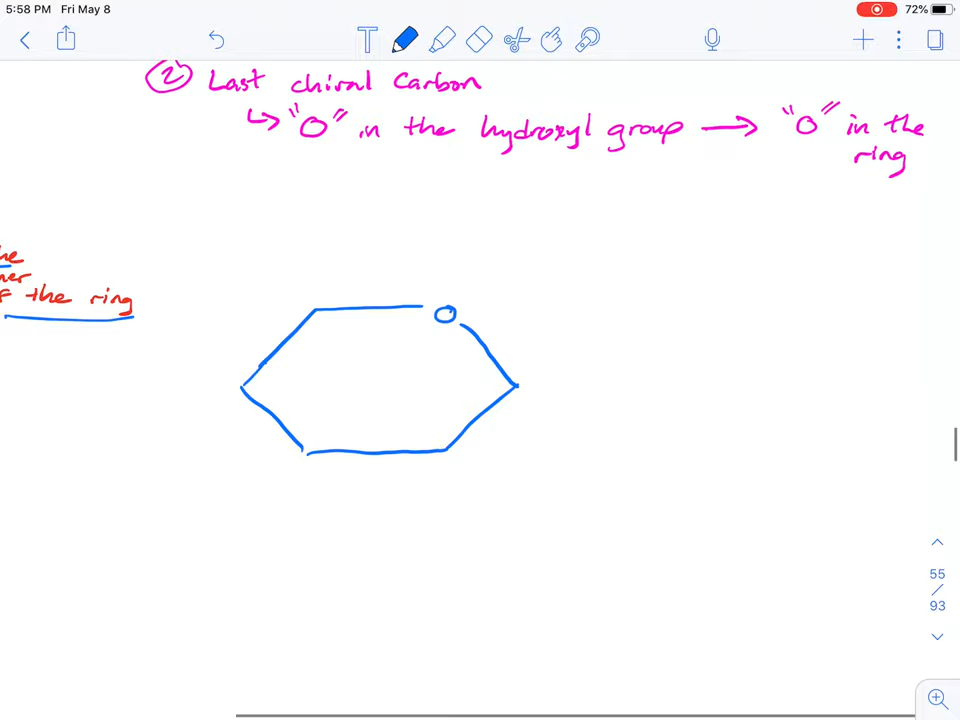 5:58 PM Fri May 8
72%
② Last chiral Carbon
↳ "O" in the hydroxyl group → "O" in the
ring
the ring
O
55
/
93